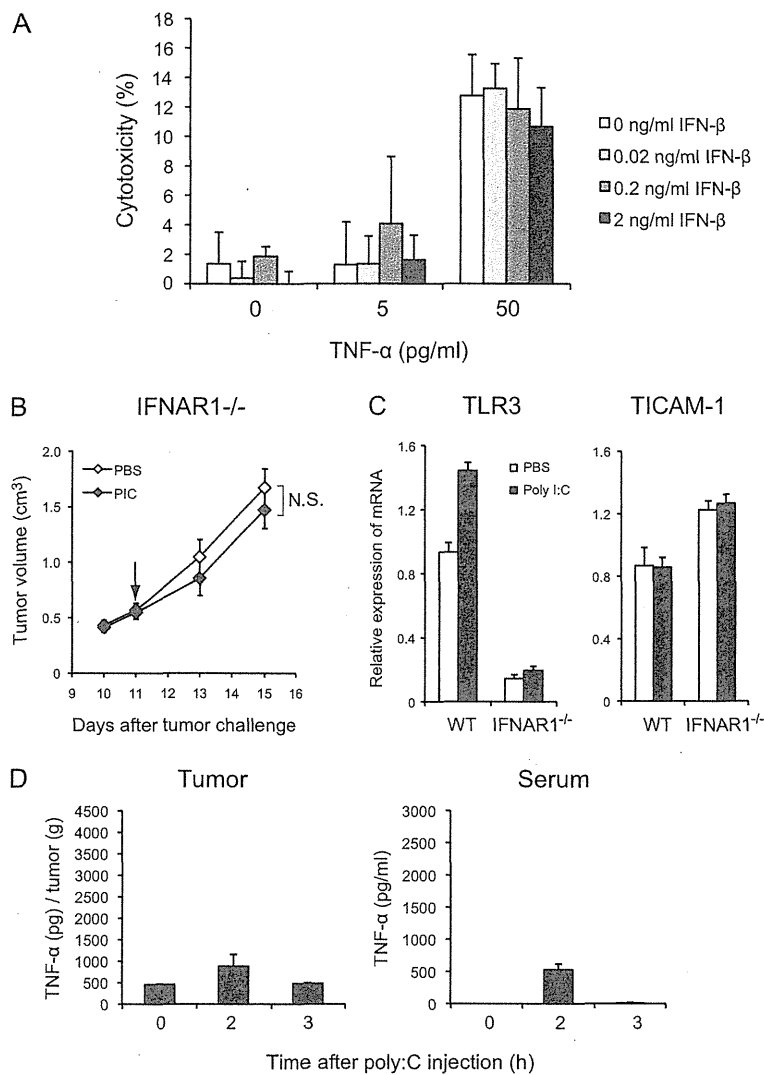 A
18
16
14
12
10
8
6
4
2
0
Cytotoxicity (%)
0
5
50
TNF-α (pg/ml)
0 ng/ml IFN-β
0.02 ng/ml IFN-β
0.2 ng/ml IFN-β
2 ng/ml IFN-β
B
IFNAR1-/-
2.0
1.5
1.0
0.5
0
Tumor volume (cm³)
PBS
PIC
N.S.
9
10
11
12
13
14
15
16
Days after tumor challenge
C
TLR3
1.6
1.2
0.8
0.4
0
Relative expression of mRNA
PBS
Poly I:C
WT
IFNAR1-/-
TICAM-1
1.6
1.2
0.8
0.4
0
WT
IFNAR1-/-
D
Tumor
4500
4000
3500
3000
2500
2000
1500
1000
500
0
TNF-α (pg) / tumor (g)
0
2
3
Serum
3000
2500
2000
1500
1000
500
0
TNF-α (pg/ml)
0
2
3
Time after poly:C injection (h)